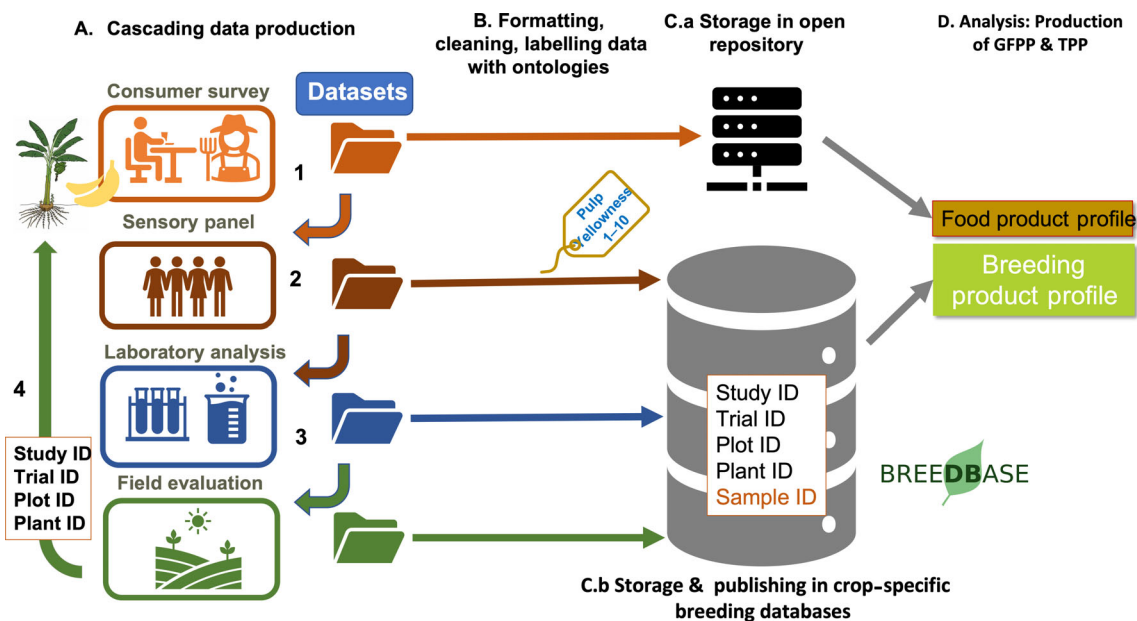 A. Cascading data production
B. Formatting,
cleaning, labelling data
with ontologies
C.a Storage in open
repository
D. Analysis: Production
of GFPP & TPP
Consumer survey
Datasets
1
Sensory panel
2
Pulp
Yellowness
1–10
Laboratory analysis
3
4
Study ID
Trial ID
Plot ID
Plant ID
Field evaluation
Study ID
Trial ID
Plot ID
Plant ID
Sample ID
Food product profile
Breeding
product profile
BREEDBASE
C.b Storage & publishing in crop-specific
breeding databases